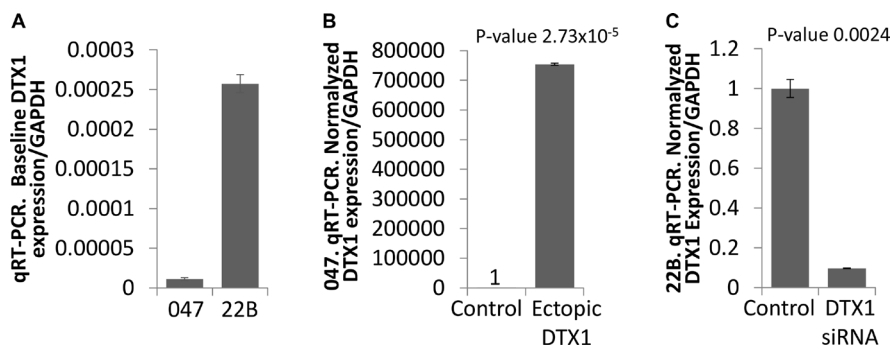 A
qRT-PCR. Baseline DTX1
expression/GAPDH
0.0003
0.00025
0.0002
0.00015
0.0001
0.00005
0
047 22B
B
P-value 2.73x10-5
047. qRT-PCR. Normalyzed
DTX1 expression/GAPDH
800000
700000
600000
500000
400000
300000
200000
100000
0
1
Control Ectopic
DTX1
C
P-value 0.0024
22B. qRT-PCR. Normalyzed
DTX1 Expression/GAPDH
1.2
1
0.8
0.6
0.4
0.2
0
Control DTX1
siRNA